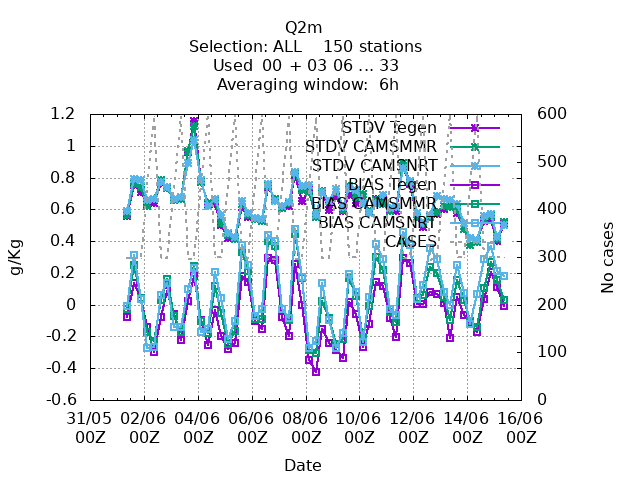 Q2m
Selection: ALL 150 stations
Used 00 + 03 06 ... 33
Averaging window: 6h
1.2
1
0.8
0.6
0.4
0.2
0
-0.2
-0.4
-0.6
g/Kg
600
500
400
300
200
100
0
No cases
STDV Tegen
STDV CAMSMMR
STDV CAMSNRT
BIAS Tegen
BIAS CAMSMMR
BIAS CAMSNRT
CASES
31/05 02/06 04/06 06/06 08/06 10/06 12/06 14/06 16/06
00Z 00Z 00Z 00Z 00Z 00Z 00Z 00Z 00Z
Date